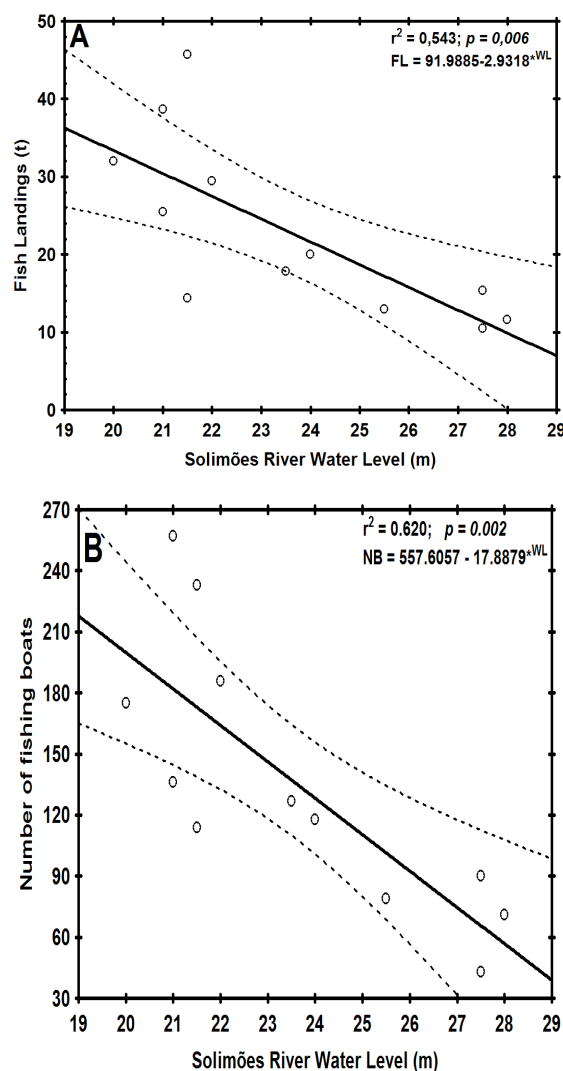 A
r² = 0,543; p = 0,006
FL = 91.9885-2.9318*WL
Fish Landings (t)
50
40
30
20
10
0
19 20 21 22 23 24 25 26 27 28 29
Solimões River Water Level (m)
B
r² = 0.620; p = 0.002
NB = 557.6057 - 17.8879*WL
Number of fishing boats
270
240
210
180
150
120
90
60
30
19 20 21 22 23 24 25 26 27 28 29
Solimões River Water Level (m)